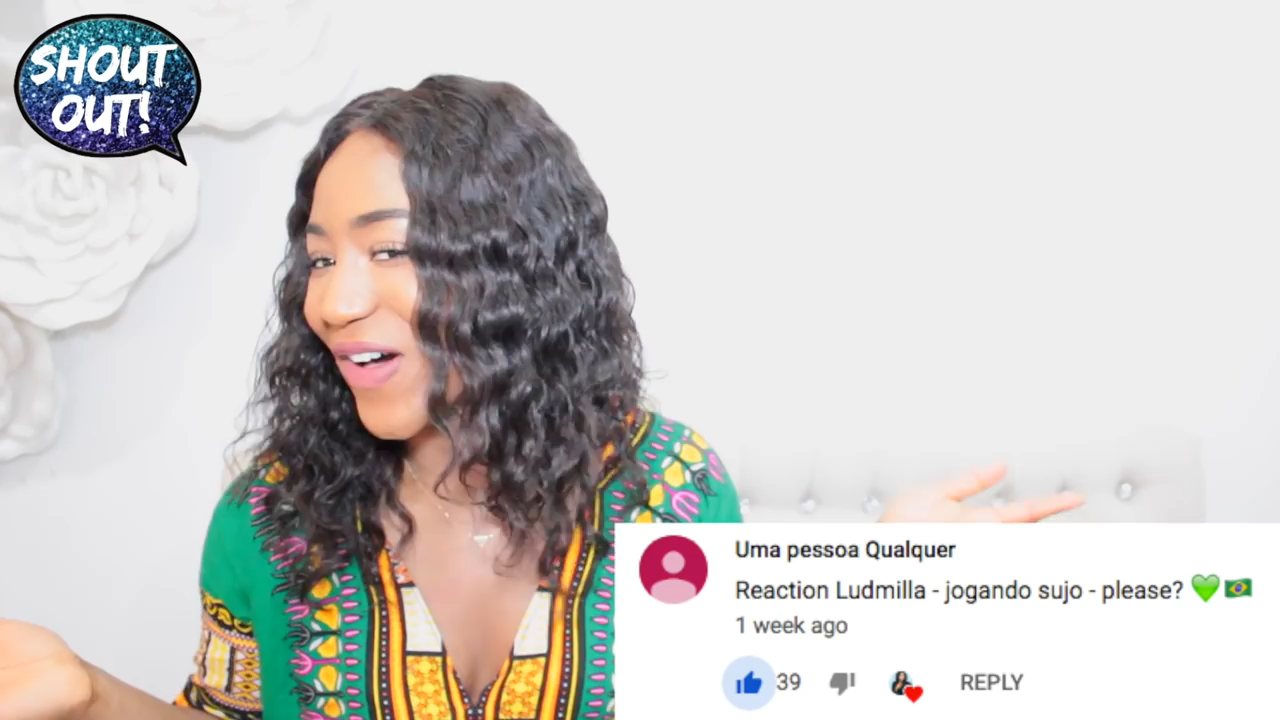 SHOUT
OUT!
Uma pessoa Qualquer
Reaction Ludmilla - jogando sujo - please? 💚🇧🇷
1 week ago
39
REPLY